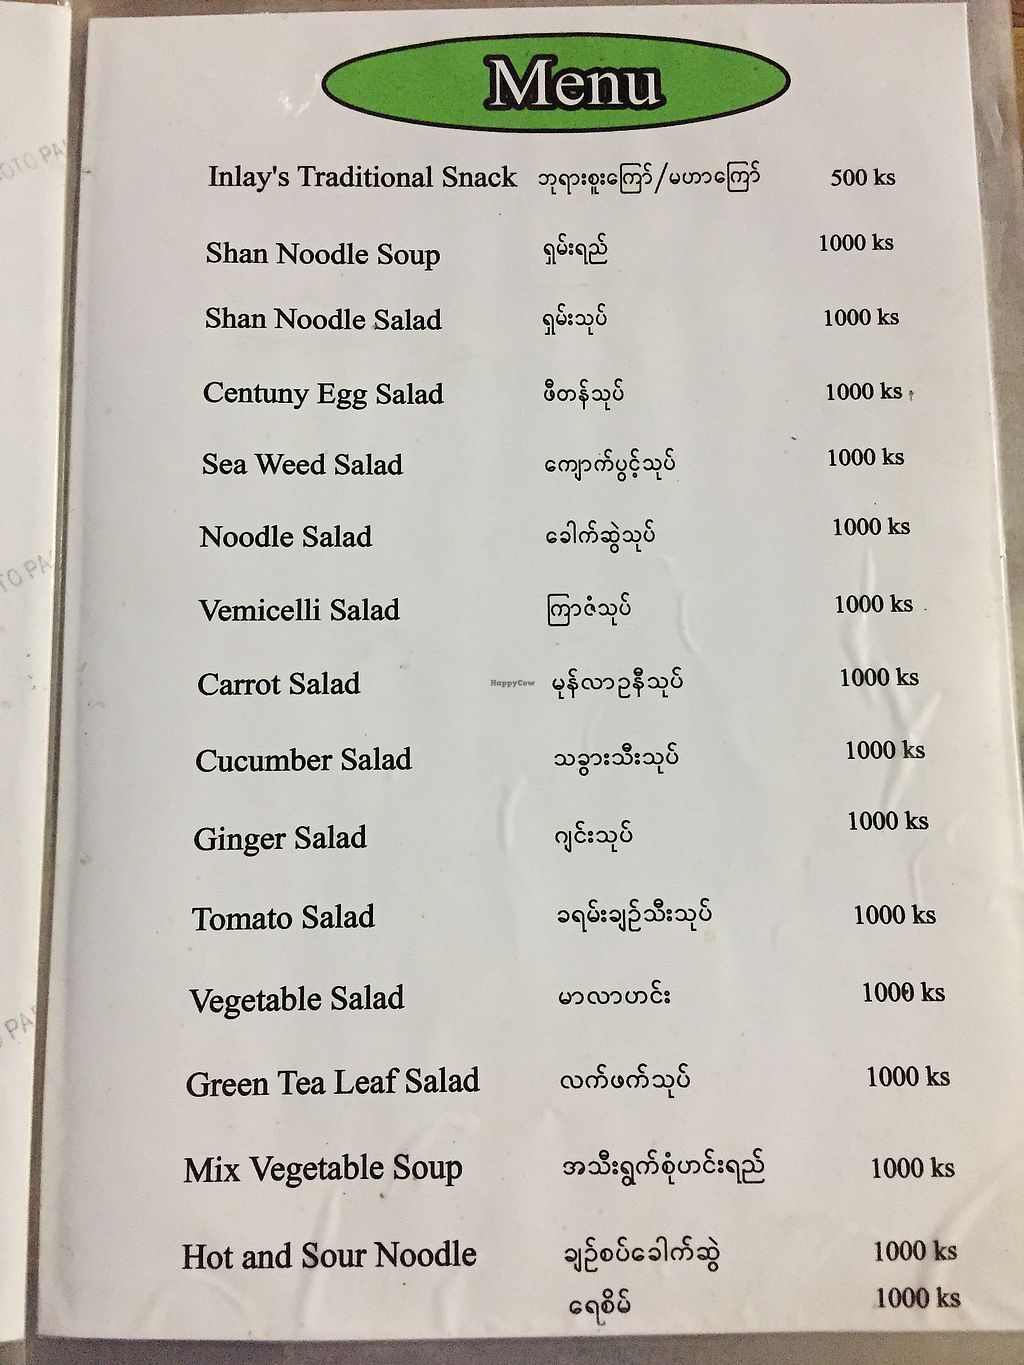 Menu
Inlay's Traditional Snack ဘုရားစူးကြော်/မဟာကြော် 500 ks
Shan Noodle Soup ရှမ်းရည် 1000 ks
Shan Noodle Salad ရှမ်းသုပ် 1000 ks
Centuny Egg Salad ဖီတန်သုပ် 1000 ks
Sea Weed Salad ကျောက်ပွင့်သုပ် 1000 ks
Noodle Salad ခေါက်ဆွဲသုပ် 1000 ks
Vemicelli Salad ကြာဇံသုပ် 1000 ks
Carrot Salad မုန်လာဥနီသုပ် 1000 ks
HappyCow
Cucumber Salad သခွားသီးသုပ် 1000 ks
Ginger Salad ဂျင်းသုပ် 1000 ks
Tomato Salad ခရမ်းချဉ်သီးသုပ် 1000 ks
Vegetable Salad မာလာဟင်း 1000 ks
Green Tea Leaf Salad လက်ဖက်သုပ် 1000 ks
Mix Vegetable Soup အသီးရွက်စုံဟင်းရည် 1000 ks
Hot and Sour Noodle ချဉ်စပ်ခေါက်ဆွဲ 1000 ks
ရေစိမ် 1000 ks